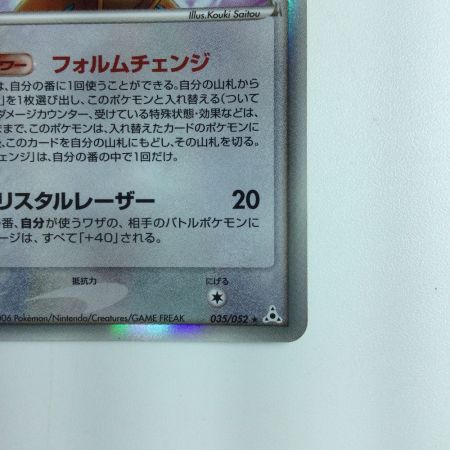 Illus.Kouki Saitou
ワー フォルムチェンジ
は、自分の番に1回使うことができる。自分の山札から
」を1枚選び出し、このポケモンと入れ替える(ついて
ダメージカウンター、受けている特殊状態・効果などは、
まで、このポケモンは、入れ替えたカードのポケモンに
後、このカードを自分の山札にもどし、その山札を切る。
ェンジ」は、自分の番の中で1回だけ。
リスタルレーザー 20
番、自分が使うワザの、相手のバトルポケモンに
ージは、すべて「+40」される。
抵抗力 にげる
06 Pokémon/Nintendo/Creatures/GAME FREAK 035/052 ★